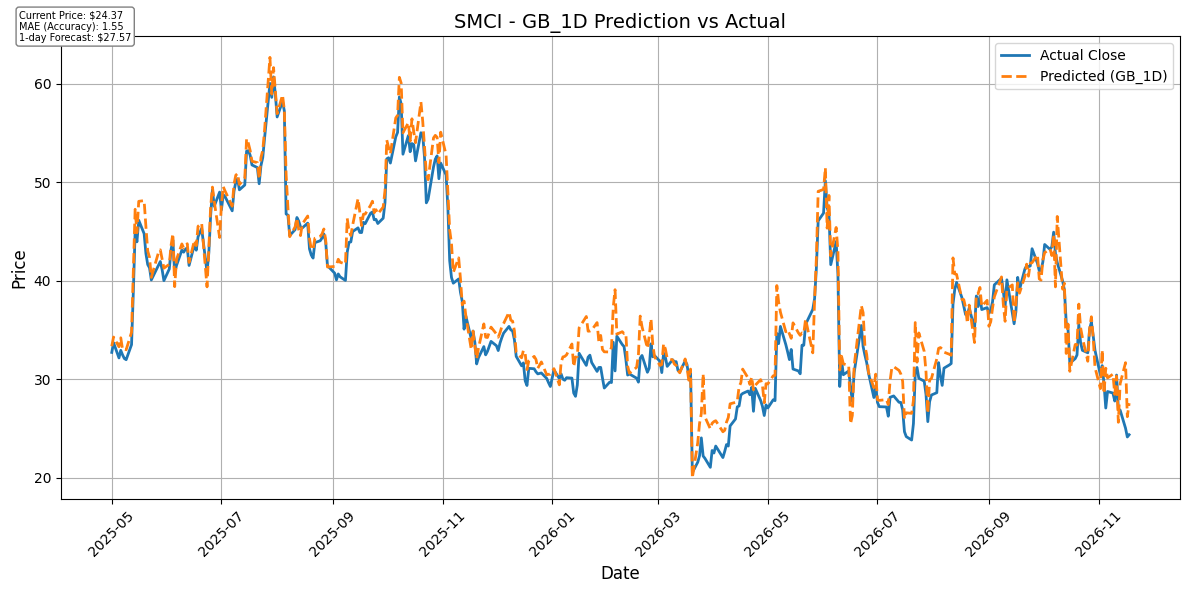 SMCI - GB_1D Prediction vs Actual
Current Price: $24.37
MAE (Accuracy): 1.55
1-day Forecast: $27.57
Actual Close
Predicted (GB_1D)
Price
60
50
40
30
20
2025-05
2025-07
2025-09
2025-11
2026-01
2026-03
2026-05
2026-07
2026-09
2026-11
Date